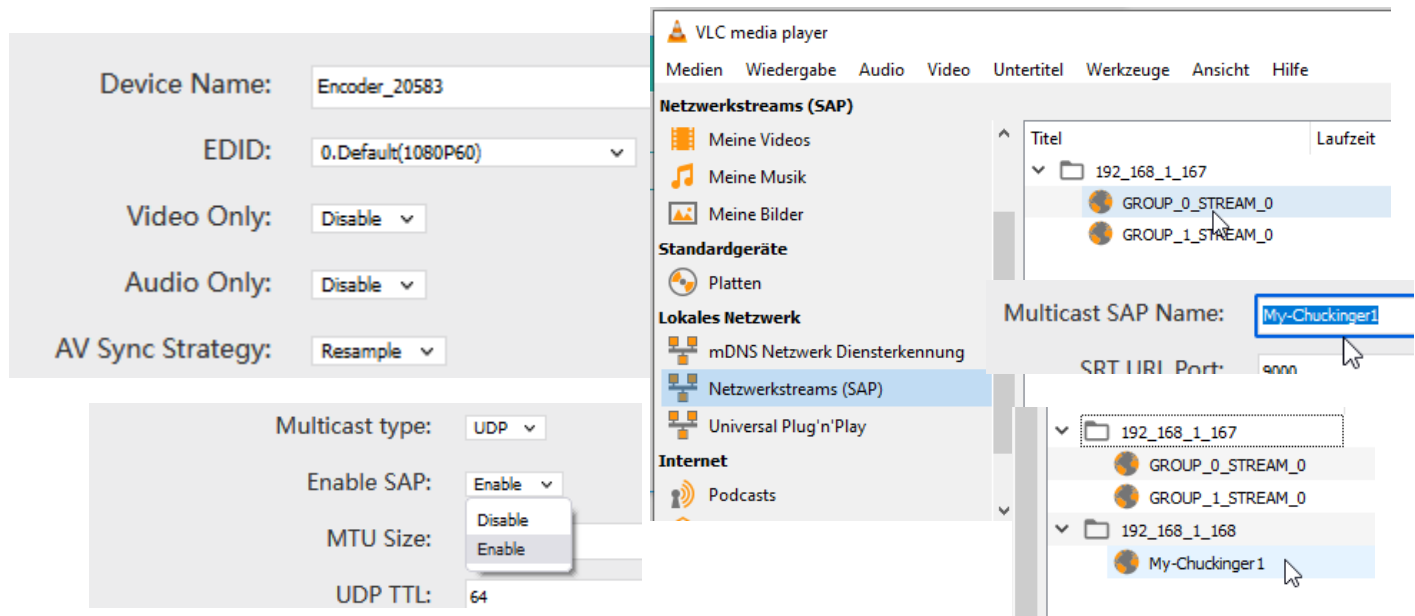 Device Name: Encoder_20583
EDID: 0.Default(1080P60)
Video Only: Disable
Audio Only: Disable
AV Sync Strategy: Resample
Multicast type: UDP
Enable SAP: Enable
Disable
Enable
MTU Size:
UDP TTL: 64
VLC media player
Medien Wiedergabe Audio Video Untertitel Werkzeuge Ansicht Hilfe
Netzwerkstreams (SAP)
Meine Videos
Meine Musik
Meine Bilder
Standardgeräte
Platten
Lokales Netzwerk
mDNS Netzwerk Diensterkennung
Netzwerkstreams (SAP)
Universal Plug'n'Play
Internet
Podcasts
Titel Laufzeit
192_168_1_167
GROUP_0_STREAM_0
GROUP_1_STREAM_0
Multicast SAP Name: My-Chuckinger1
SRT URL Port: 9000
192_168_1_167
GROUP_0_STREAM_0
GROUP_1_STREAM_0
192_168_1_168
My-Chuckinger1